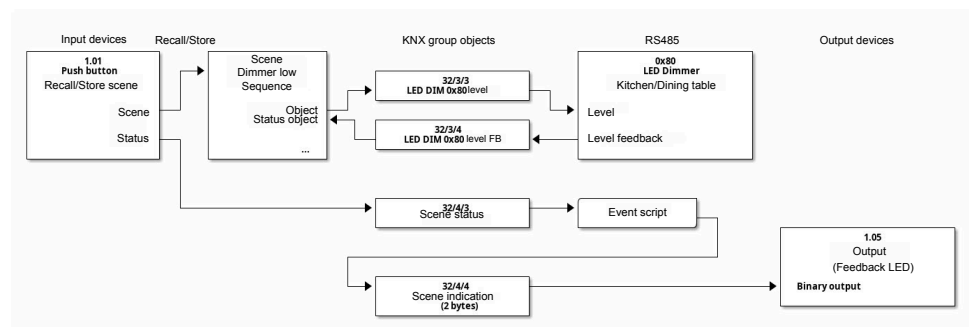 Input devices
Recall/Store
KNX group objects
RS485
Output devices
1.01
Push button
Recall/Store scene
Scene
Status
Scene
Dimmer low
Sequence
Object
Status object
...
32/3/3
LED DIM 0x80 level
32/3/4
LED DIM 0x80 level FB
0x80
LED Dimmer
Kitchen/Dining table
Level
Level feedback
32/4/3
Scene status
Event script
32/4/4
Scene indication
(2 bytes)
1.05
Output
(Feedback LED)
Binary output